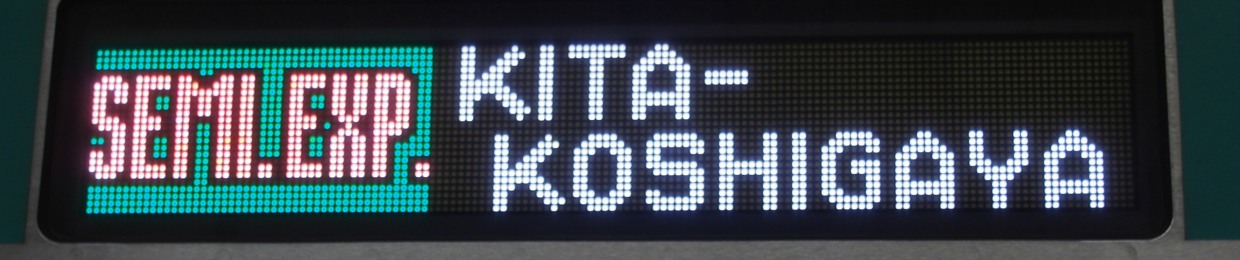 SEMI.EXP.
KITA-
KOSHIGAYA